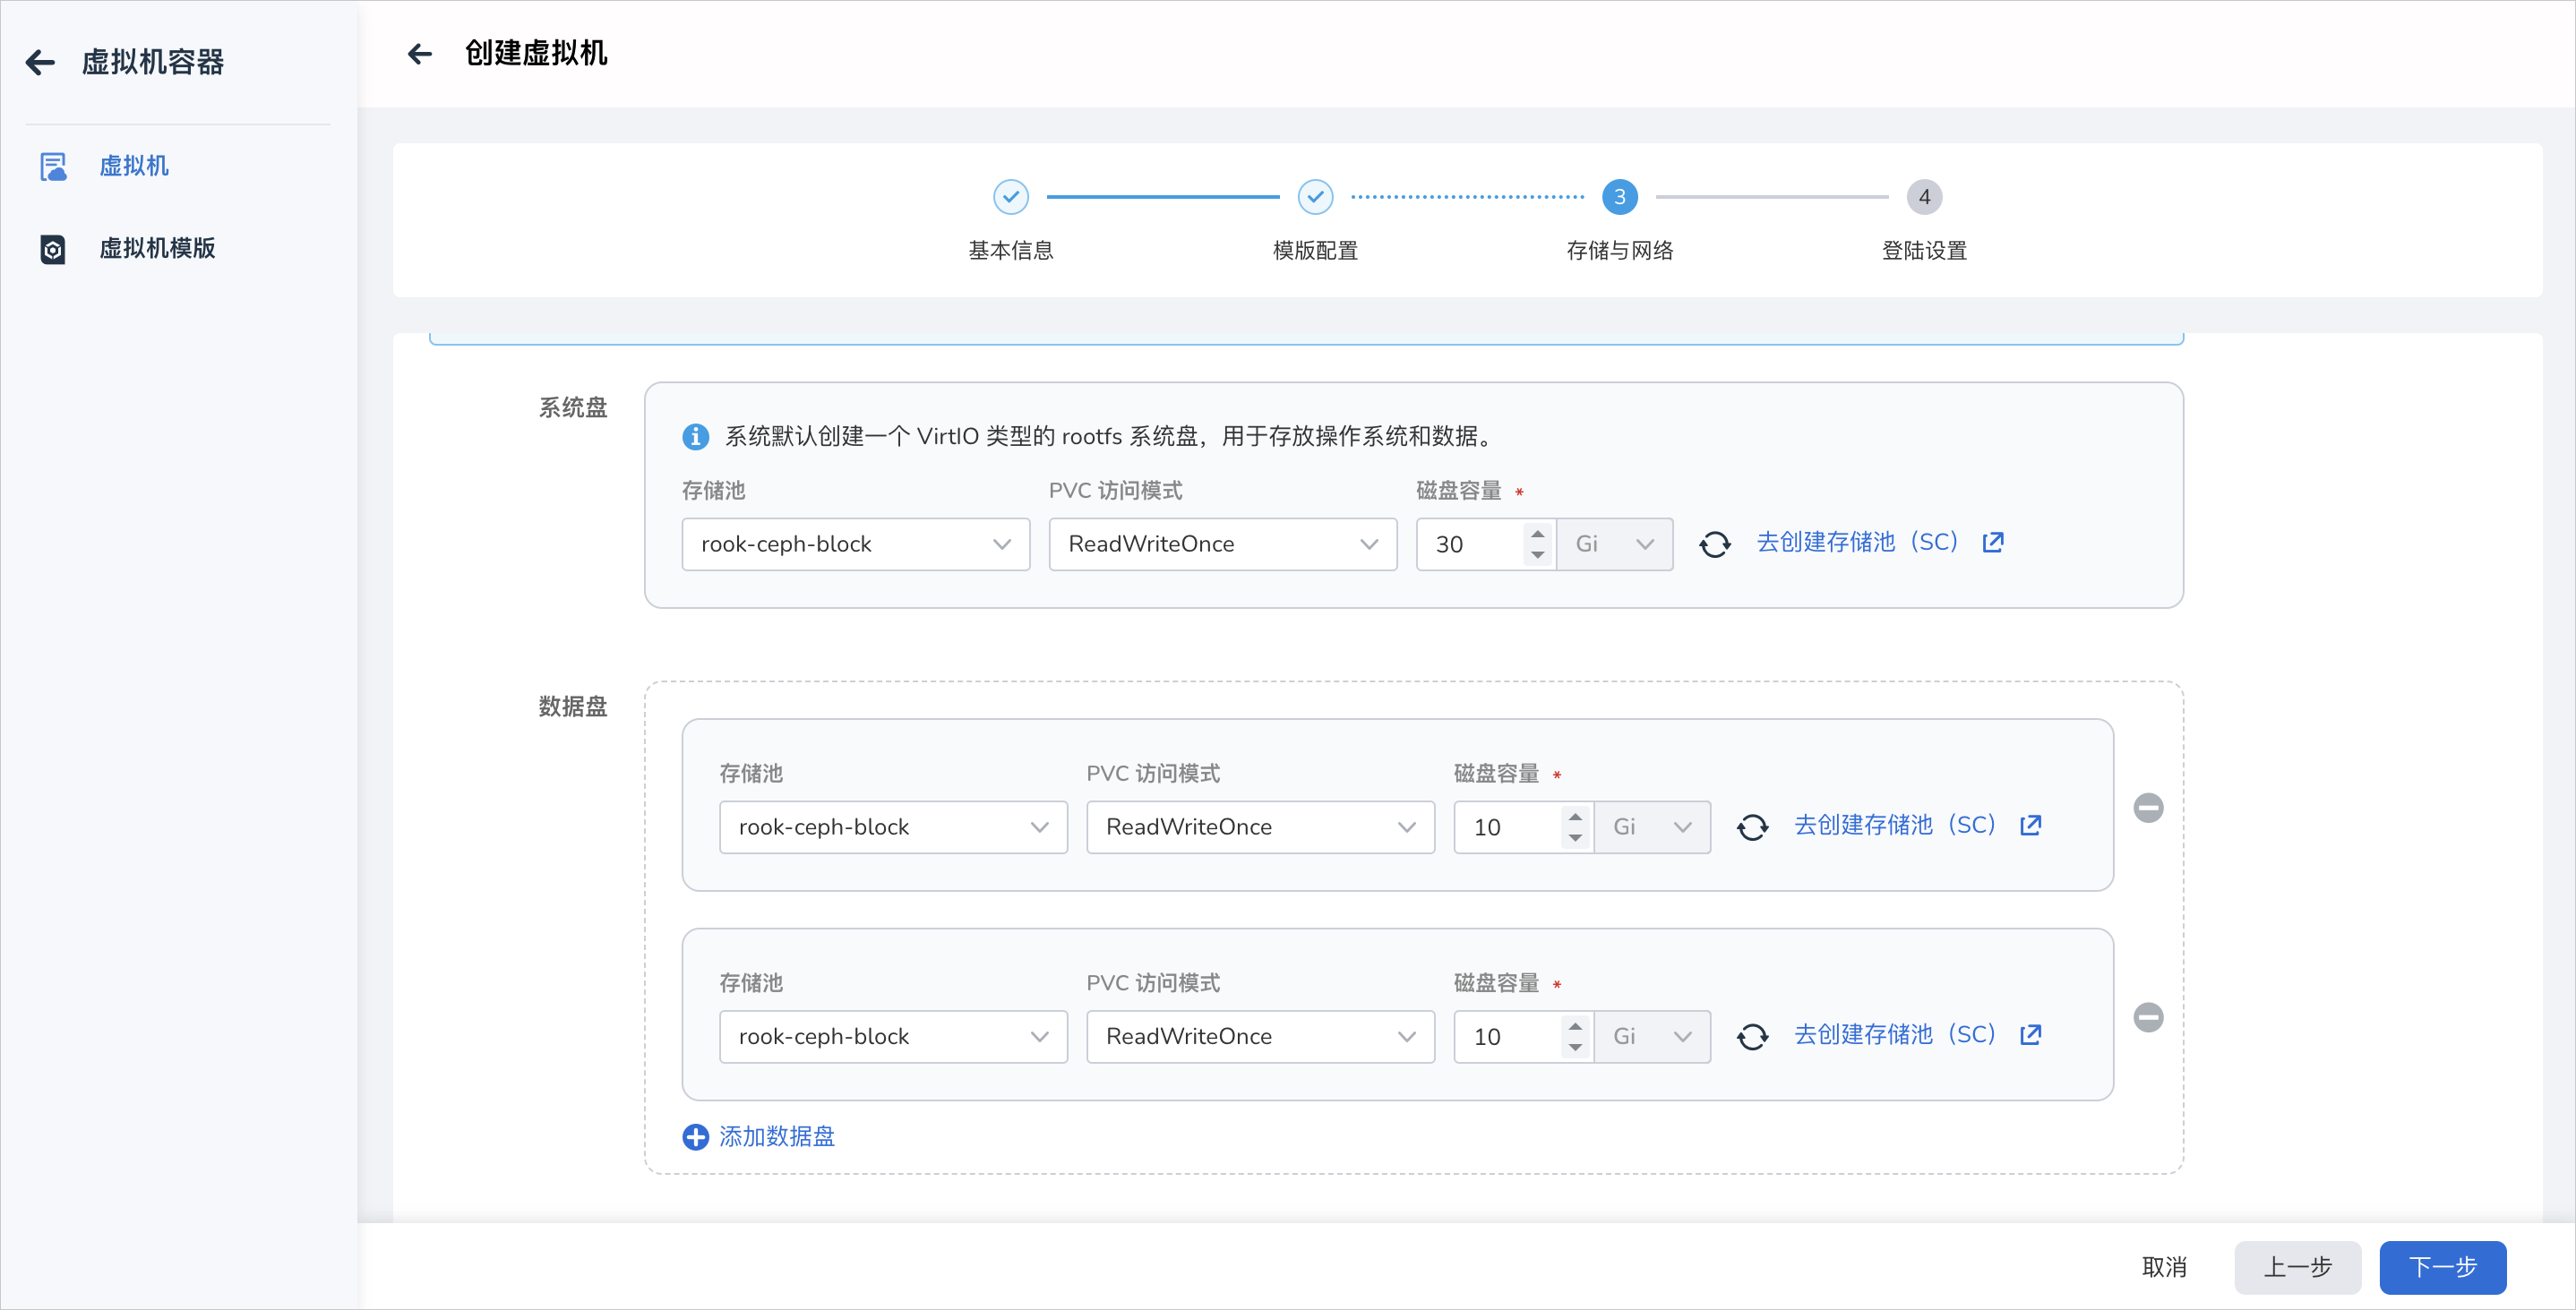 虚拟机容器
虚拟机
虚拟机模版
创建虚拟机
3 4
基本信息 模版配置 存储与网络 登陆设置
系统盘
系统默认创建一个 VirtIO 类型的 rootfs 系统盘，用于存放操作系统和数据。
存储池 PVC 访问模式 磁盘容量 *
rook-ceph-block ReadWriteOnce 30 Gi 去创建存储池（SC）
数据盘
存储池 PVC 访问模式 磁盘容量 *
rook-ceph-block ReadWriteOnce 10 Gi 去创建存储池（SC）
存储池 PVC 访问模式 磁盘容量 *
rook-ceph-block ReadWriteOnce 10 Gi 去创建存储池（SC）
添加数据盘
取消 上一步 下一步